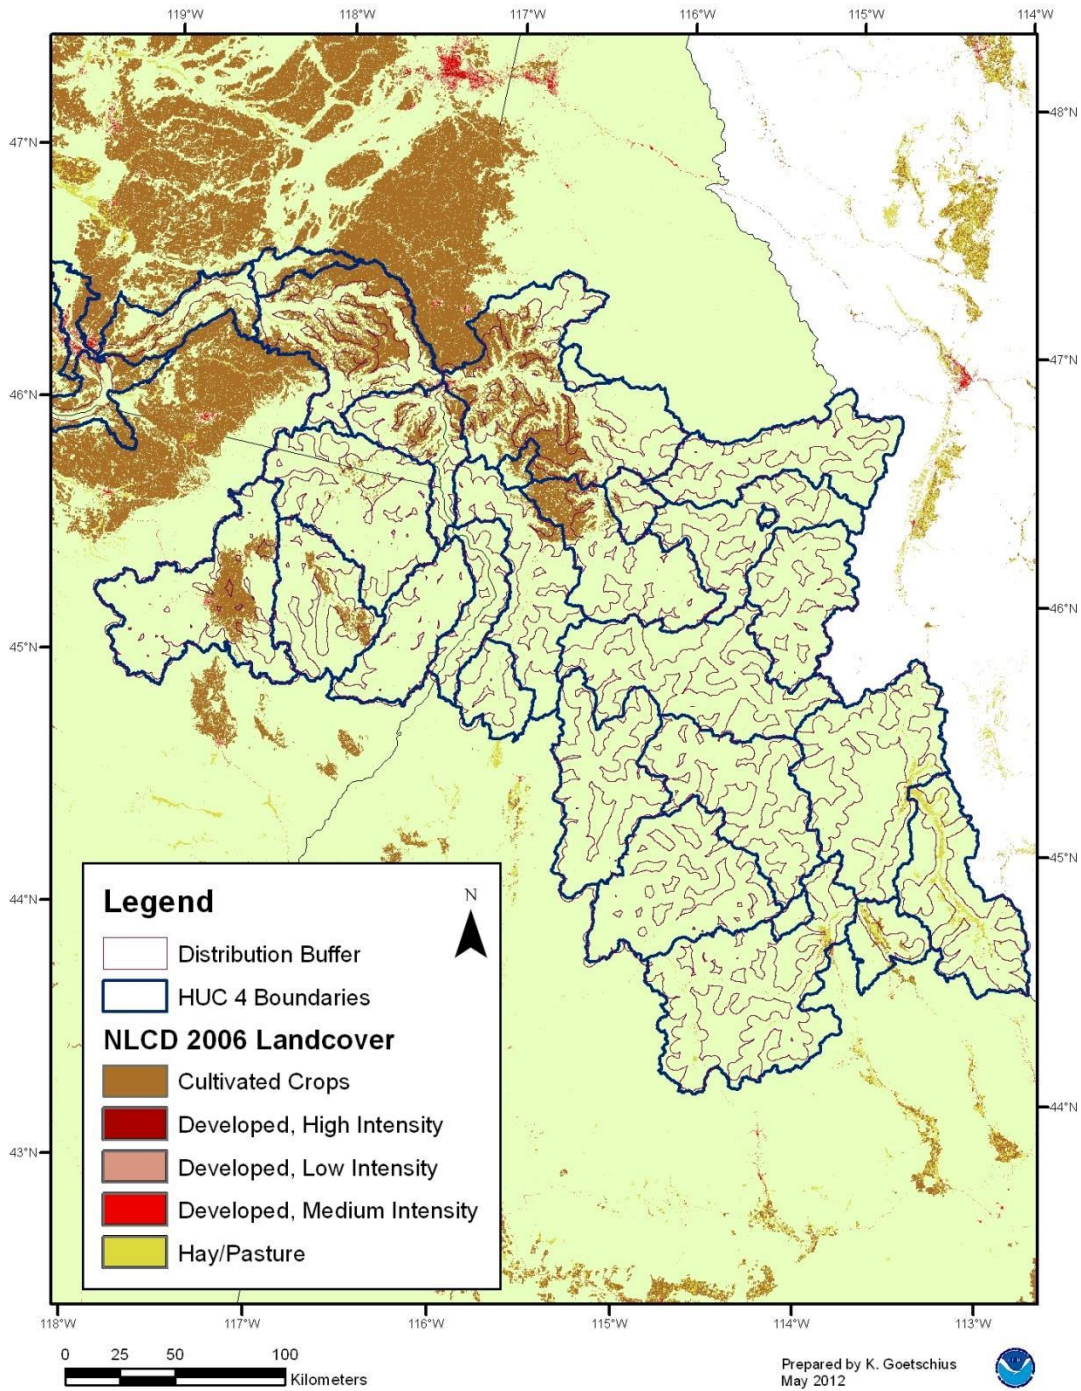 119°W 118°W 117°W 116°W 115°W 114°W
48°N
47°N
47°N
46°N
46°N
45°N
45°N
44°N
44°N
43°N
Legend
N
Distribution Buffer
HUC 4 Boundaries
NLCD 2006 Landcover
Cultivated Crops
Developed, High Intensity
Developed, Low Intensity
Developed, Medium Intensity
Hay/Pasture
118°W 117°W 116°W 115°W 114°W 113°W
0 25 50 100
Kilometers
Prepared by K. Goetschius
May 2012